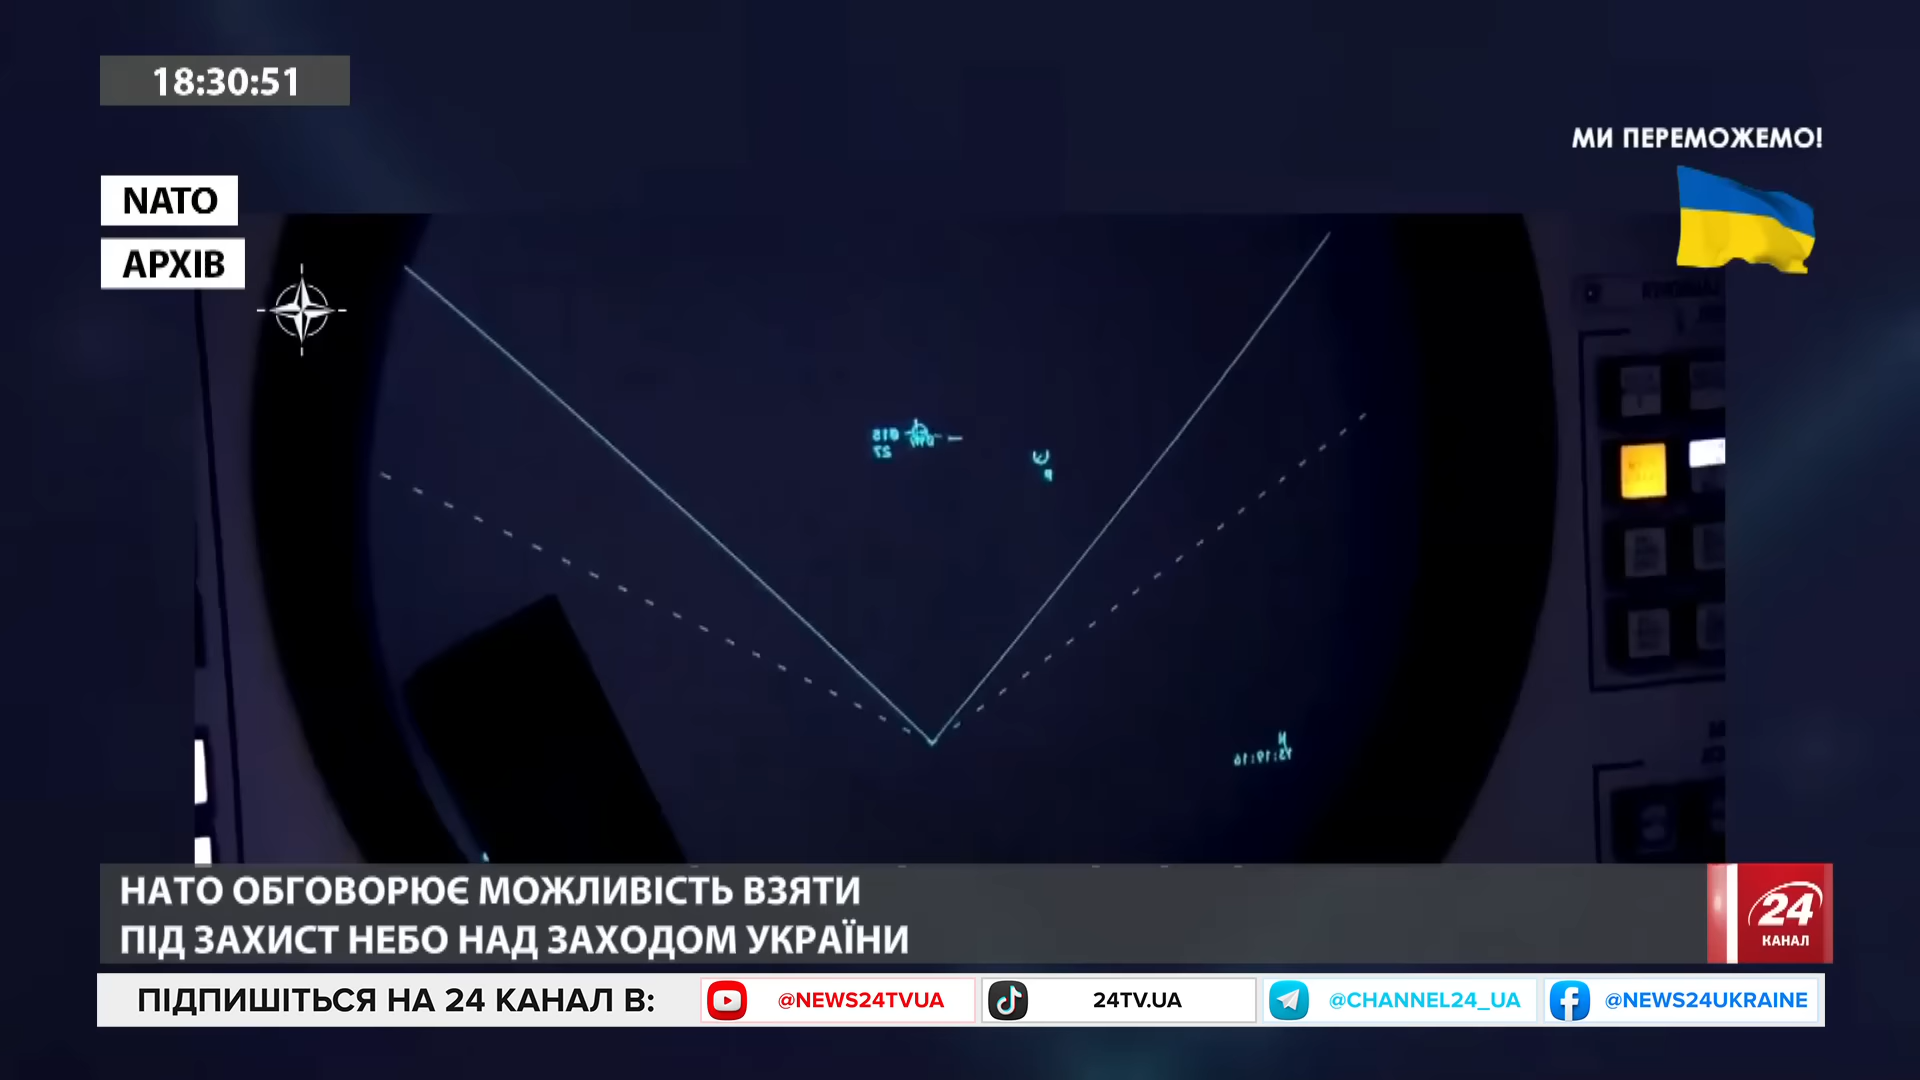 18:30:51
МИ ПЕРЕМОЖЕМО!
NATO
АРХІВ
НАТО ОБГОВОРЮЄ МОЖЛИВІСТЬ ВЗЯТИ
ПІД ЗАХИСТ НЕБО НАД ЗАХОДОМ УКРАЇНИ
24
КАНАЛ
ПІДПИШІТЬСЯ НА 24 КАНАЛ В:
@NEWS24TVUA
24TV.UA
@CHANNEL24_UA
@NEWS24UKRAINE